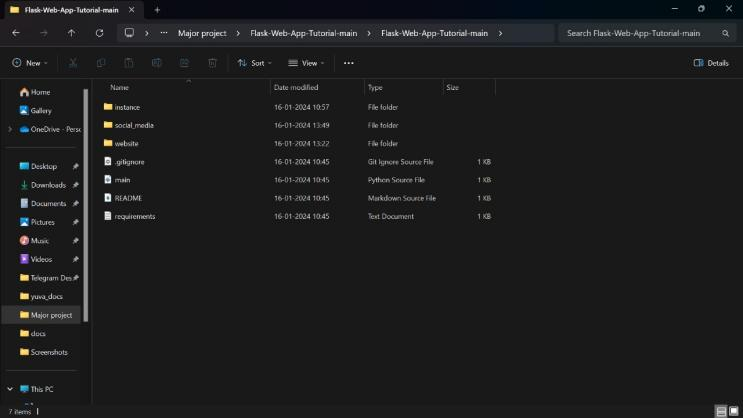 Flask-Web-App-Tutorial-main
Major project > Flask-Web-App-Tutorial-main > Flask-Web-App-Tutorial-main >
Search Flask-Web-App-Tutorial-main
New
Sort
View
Details
Name Date modified Type Size
Home
Gallery
OneDrive - Perso
Desktop
Downloads
Documents
Pictures
Music
Videos
Telegram Des
yuva_docs
Major project
docs
Screenshots
This PC
instance 16-01-2024 10:57 File folder
social_media 16-01-2024 13:49 File folder
website 16-01-2024 13:22 File folder
.gitignore 16-01-2024 10:45 Git Ignore Source File 1 KB
main 16-01-2024 10:45 Python Source File 1 KB
README 16-01-2024 10:45 Markdown Source File 1 KB
requirements 16-01-2024 10:45 Text Document 1 KB
7 items